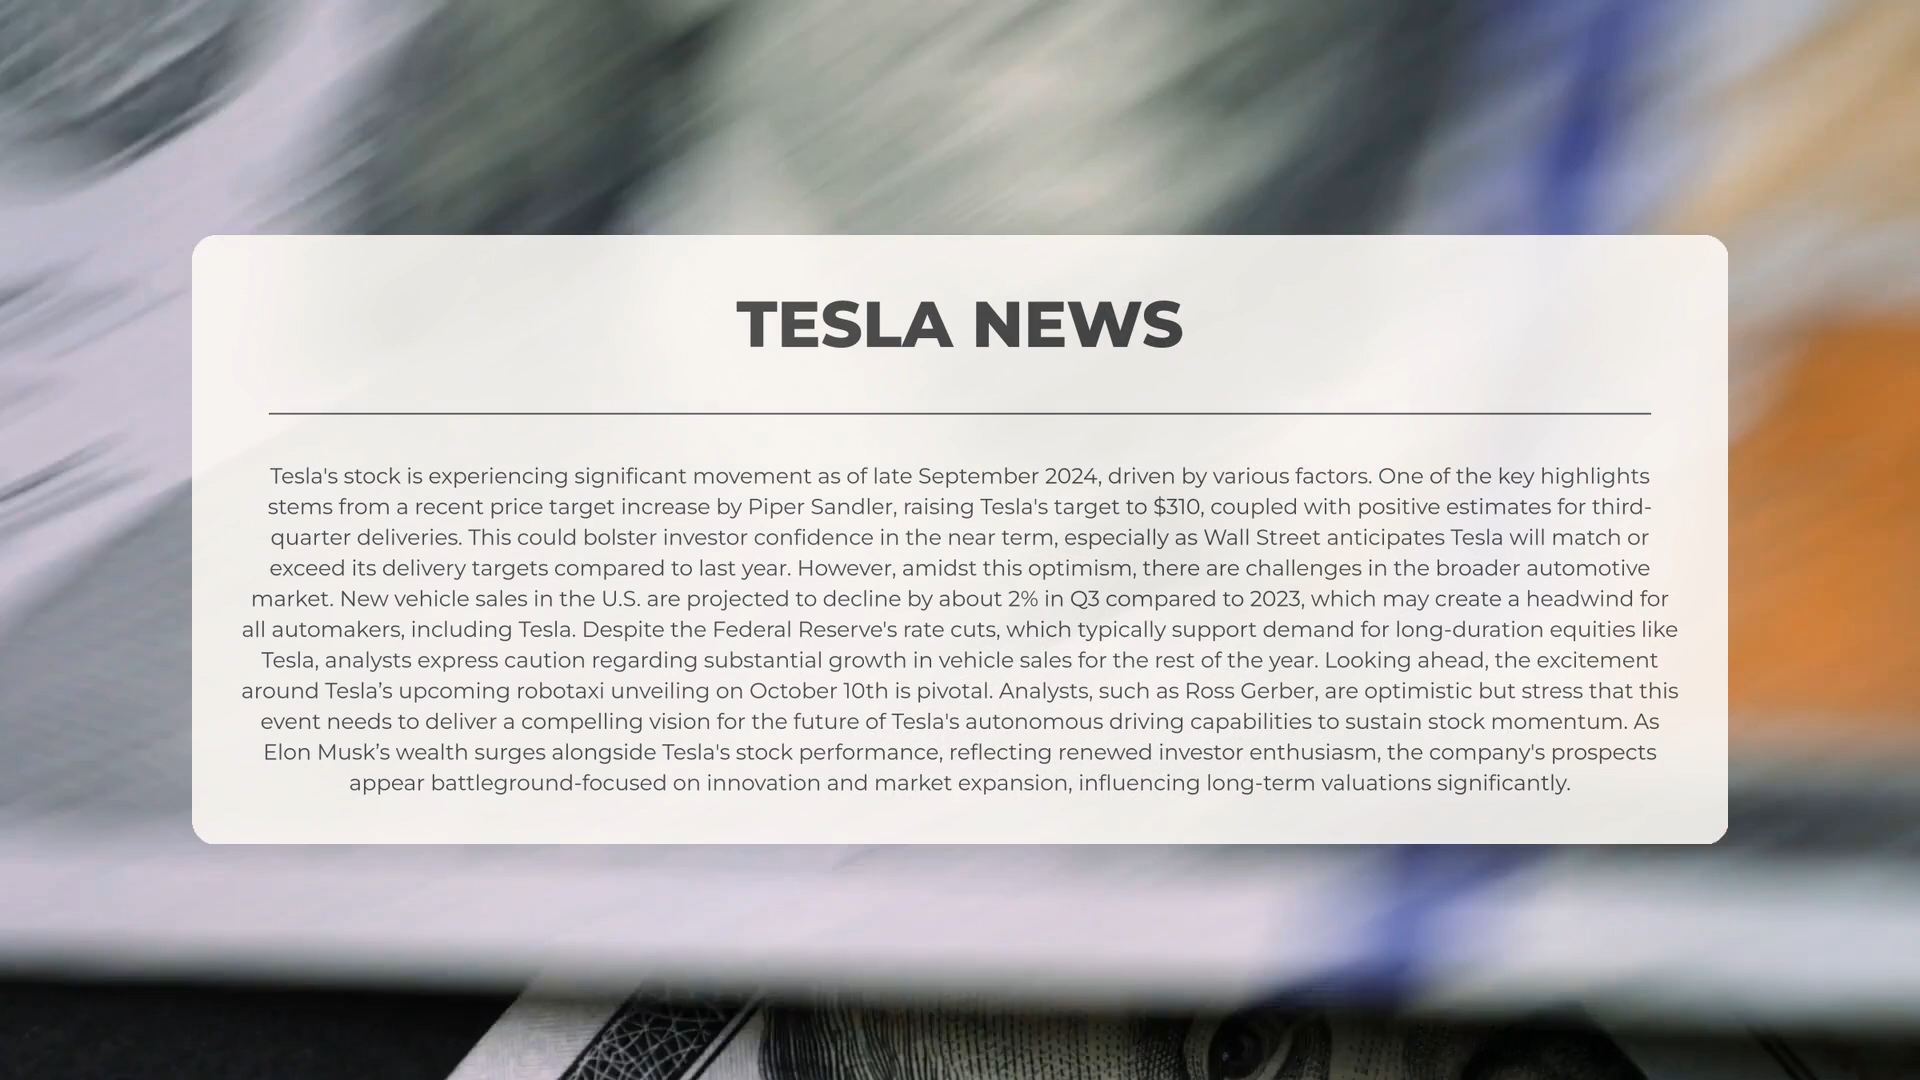 TESLA NEWS
Tesla's stock is experiencing significant movement as of late September 2024, driven by various factors. One of the key highlights
stems from a recent price target increase by Piper Sandler, raising Tesla's target to $310, coupled with positive estimates for third-
quarter deliveries. This could bolster investor confidence in the near term, especially as Wall Street anticipates Tesla will match or
exceed its delivery targets compared to last year. However, amidst this optimism, there are challenges in the broader automotive
market. New vehicle sales in the U.S. are projected to decline by about 2% in Q3 compared to 2023, which may create a headwind for
all automakers, including Tesla. Despite the Federal Reserve's rate cuts, which typically support demand for long-duration equities like
Tesla, analysts express caution regarding substantial growth in vehicle sales for the rest of the year. Looking ahead, the excitement
around Tesla’s upcoming robotaxi unveiling on October 10th is pivotal. Analysts, such as Ross Gerber, are optimistic but stress that this
event needs to deliver a compelling vision for the future of Tesla's autonomous driving capabilities to sustain stock momentum. As
Elon Musk’s wealth surges alongside Tesla's stock performance, reflecting renewed investor enthusiasm, the company's prospects
appear battleground-focused on innovation and market expansion, influencing long-term valuations significantly.